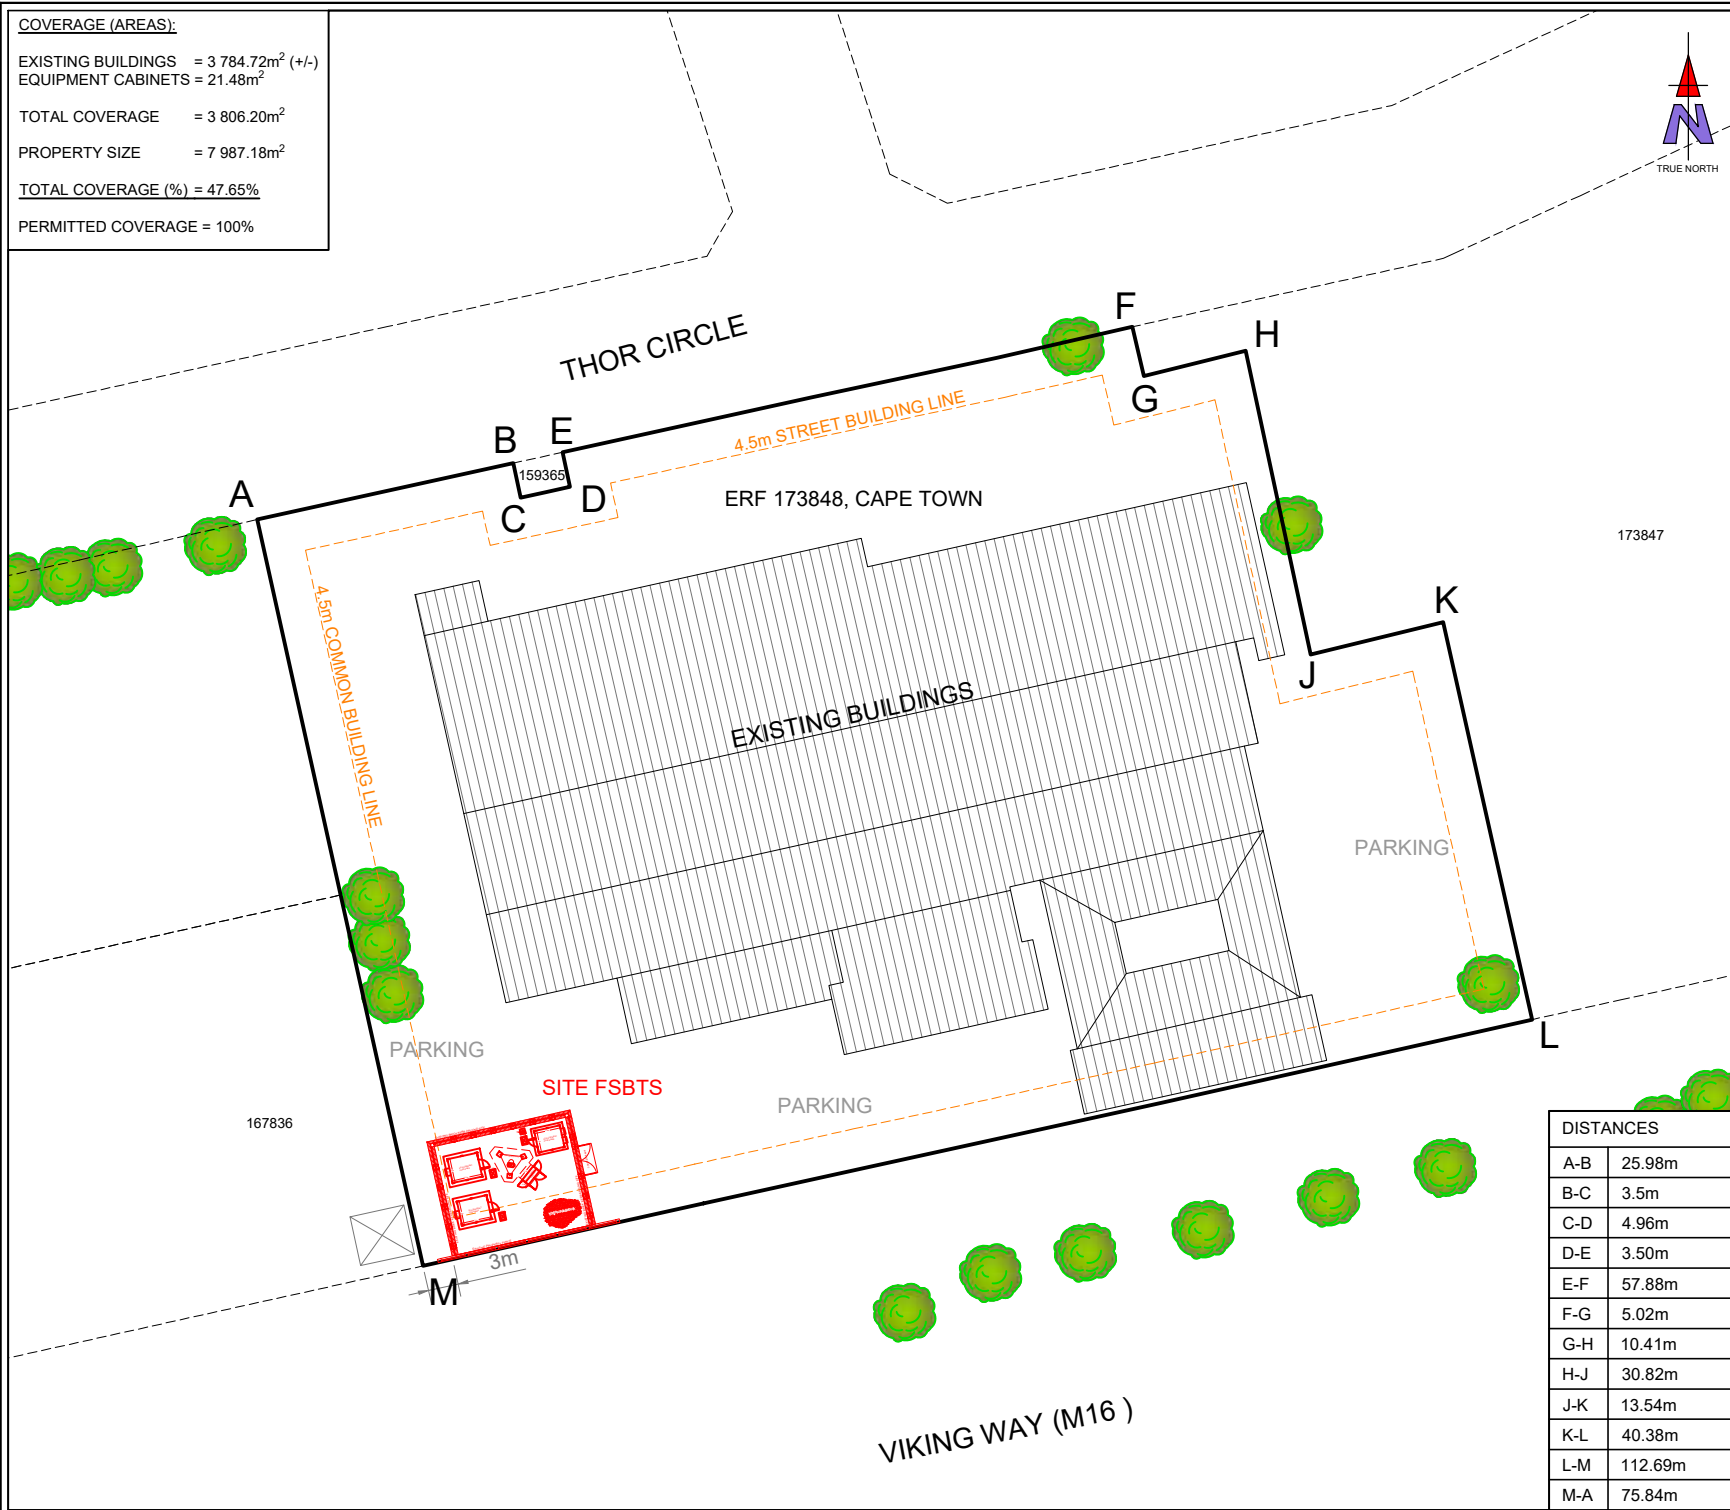 COVERAGE (AREAS):
EXISTING BUILDINGS = 3 784.72m² (+/-)
EQUIPMENT CABINETS = 21.48m²
TOTAL COVERAGE = 3 806.20m²
PROPERTY SIZE = 7 987.18m²
TOTAL COVERAGE (%) = 47.65%
PERMITTED COVERAGE = 100%
N
TRUE NORTH
THOR CIRCLE
F
H
G
B
E
4.5m STREET BUILDING LINE
159365
A
C
D
ERF 173848, CAPE TOWN
173847
4.5m COMMON BUILDING LINE
K
J
EXISTING BUILDINGS
PARKING
PARKING
L
SITE FSBTS
PARKING
167836
3m
M
VIKING WAY (M16 )
DISTANCES
A-B 25.98m
B-C 3.5m
C-D 4.96m
D-E 3.50m
E-F 57.88m
F-G 5.02m
G-H 10.41m
H-J 30.82m
J-K 13.54m
K-L 40.38m
L-M 112.69m
M-A 75.84m